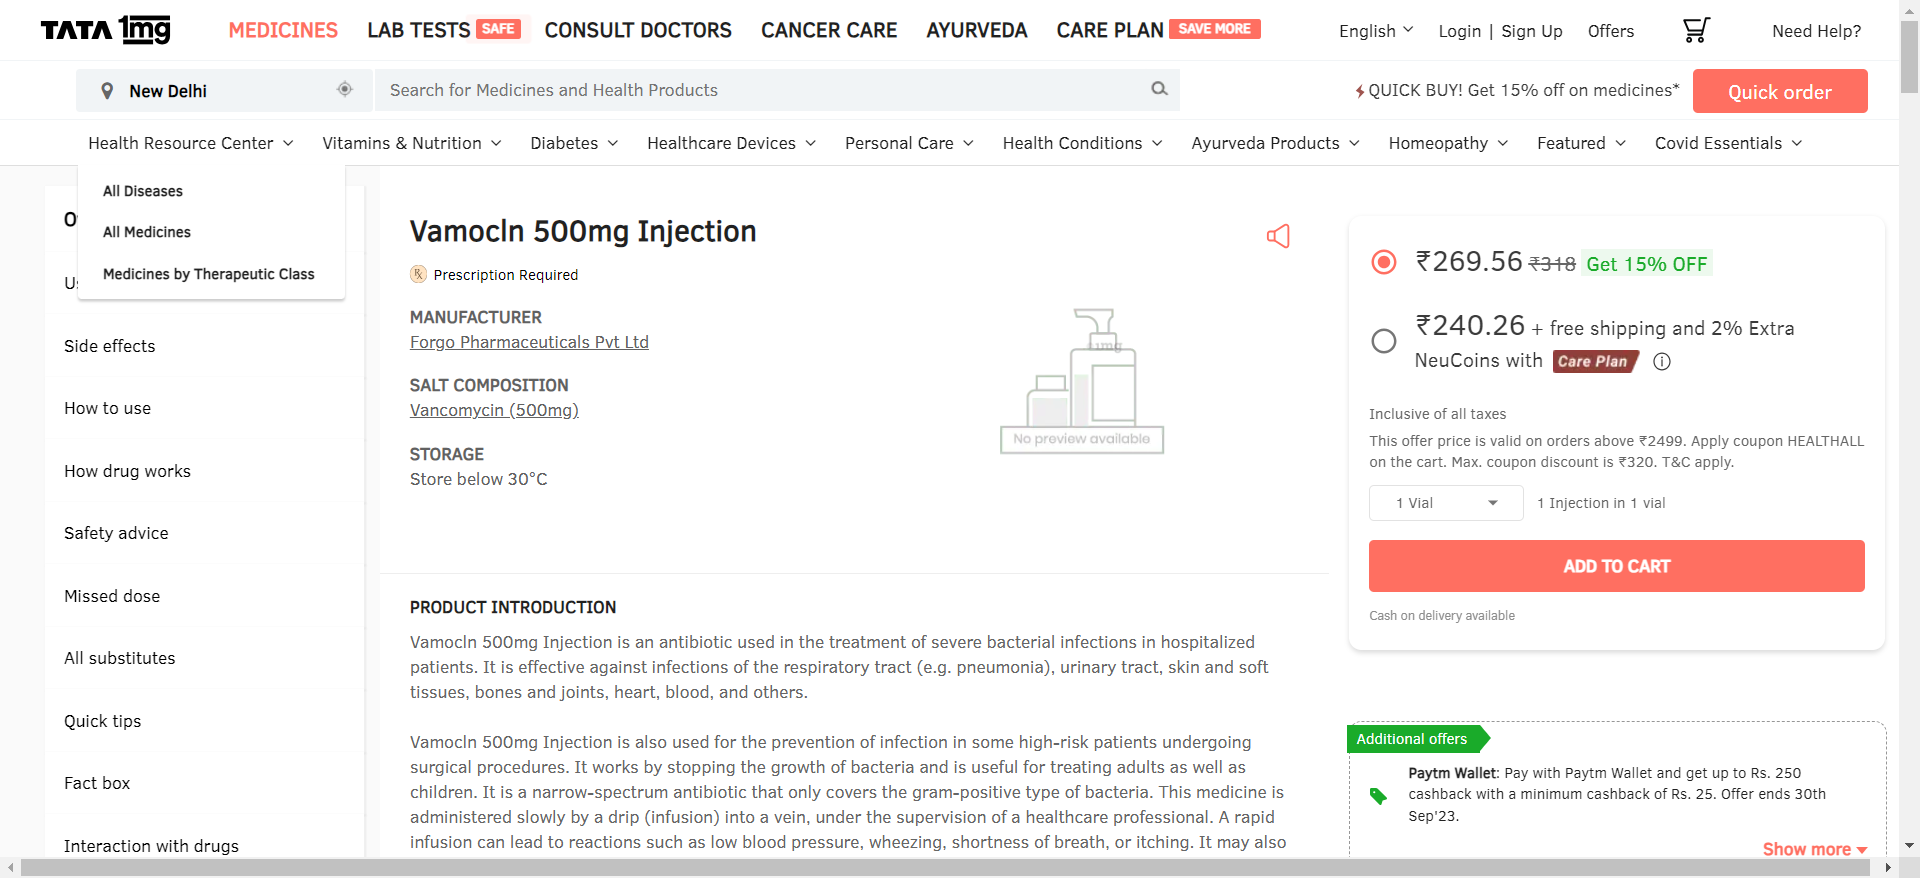 TATA 1mg
MEDICINES
LAB TESTS SAFE
CONSULT DOCTORS
CANCER CARE
AYURVEDA
CARE PLAN SAVE MORE
English
Login | Sign Up
Offers
Need Help?
New Delhi
Search for Medicines and Health Products
QUICK BUY! Get 15% off on medicines*
Quick order
Health Resource Center
Vitamins & Nutrition
Diabetes
Healthcare Devices
Personal Care
Health Conditions
Ayurveda Products
Homeopathy
Featured
Covid Essentials
All Diseases
All Medicines
Medicines by Therapeutic Class
Side effects
How to use
How drug works
Safety advice
Missed dose
All substitutes
Quick tips
Fact box
Interaction with drugs
Vamocln 500mg Injection
Rx Prescription Required
MANUFACTURER
Forgo Pharmaceuticals Pvt Ltd
SALT COMPOSITION
Vancomycin (500mg)
STORAGE
Store below 30°C
1mg
No preview available
PRODUCT INTRODUCTION
Vamocln 500mg Injection is an antibiotic used in the treatment of severe bacterial infections in hospitalized
patients. It is effective against infections of the respiratory tract (e.g. pneumonia), urinary tract, skin and soft
tissues, bones and joints, heart, blood, and others.
Vamocln 500mg Injection is also used for the prevention of infection in some high-risk patients undergoing
surgical procedures. It works by stopping the growth of bacteria and is useful for treating adults as well as
children. It is a narrow-spectrum antibiotic that only covers the gram-positive type of bacteria. This medicine is
administered slowly by a drip (infusion) into a vein, under the supervision of a healthcare professional. A rapid
infusion can lead to reactions such as low blood pressure, wheezing, shortness of breath, or itching. It may also
₹269.56 ₹318 Get 15% OFF
₹240.26 + free shipping and 2% Extra
NeuCoins with Care Plan
Inclusive of all taxes
This offer price is valid on orders above ₹2499. Apply coupon HEALTHALL
on the cart. Max. coupon discount is ₹320. T&C apply.
1 Vial
1 Injection in 1 vial
ADD TO CART
Cash on delivery available
Additional offers
Paytm Wallet: Pay with Paytm Wallet and get up to Rs. 250
cashback with a minimum cashback of Rs. 25. Offer ends 30th
Sep'23.
Show more